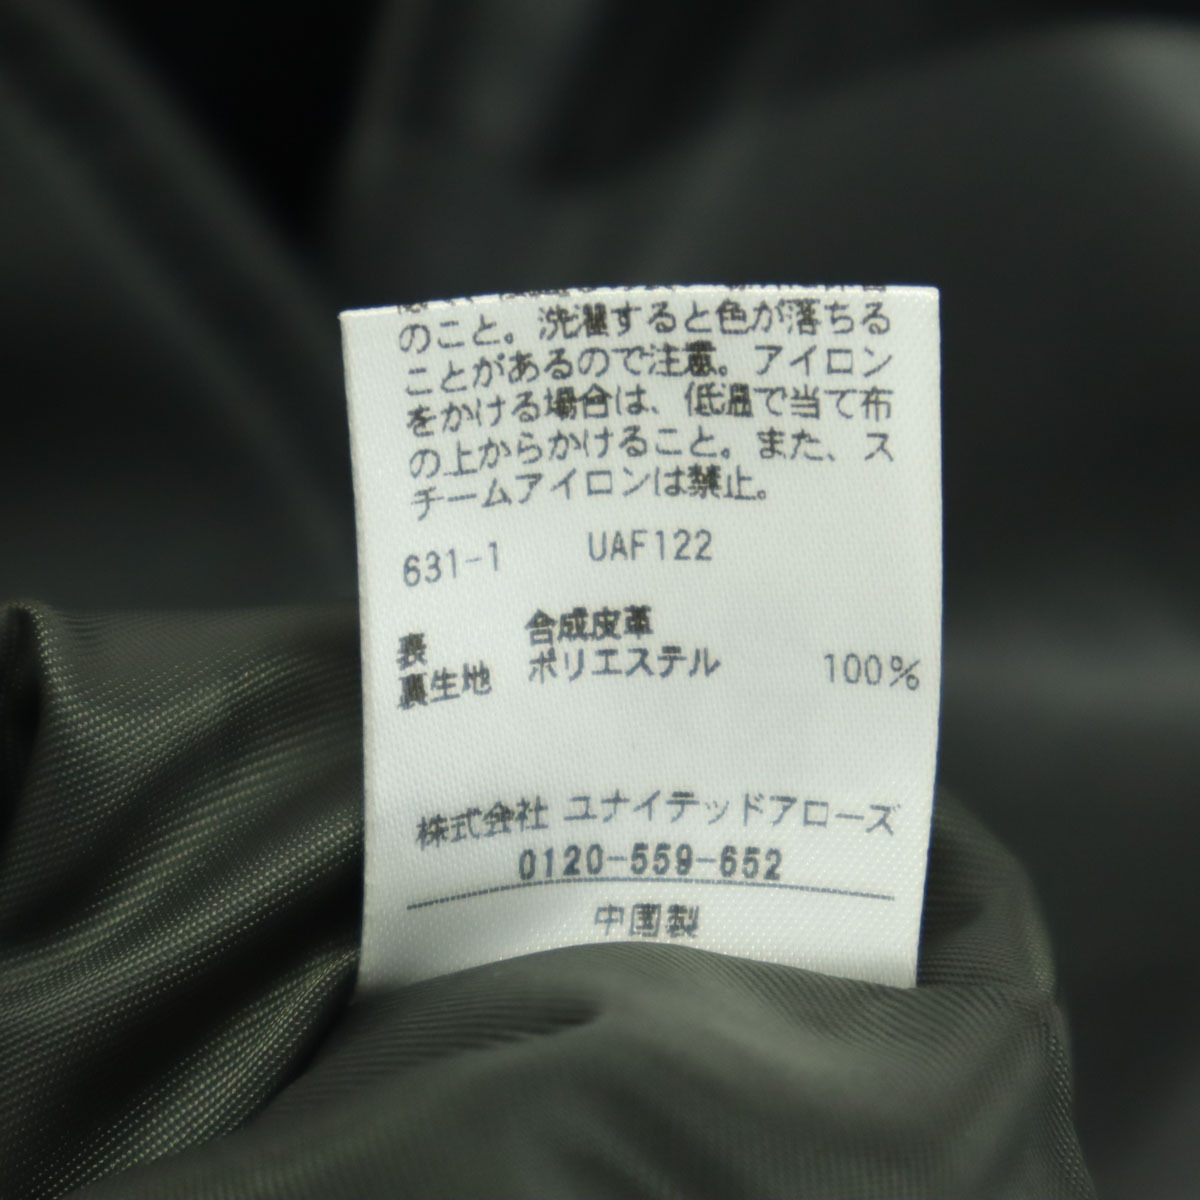 のこと。洗濯すると色が落ちる
ことがあるので注意。アイロン
をかける場合は、低温で当て布
の上からかけること。また、ス
チームアイロンは禁止。
631-1 UAF122
表 合成皮革
裏生地 ポリエステル 100%
株式会社 ユナイテッドアローズ
0120-559-652
中国製